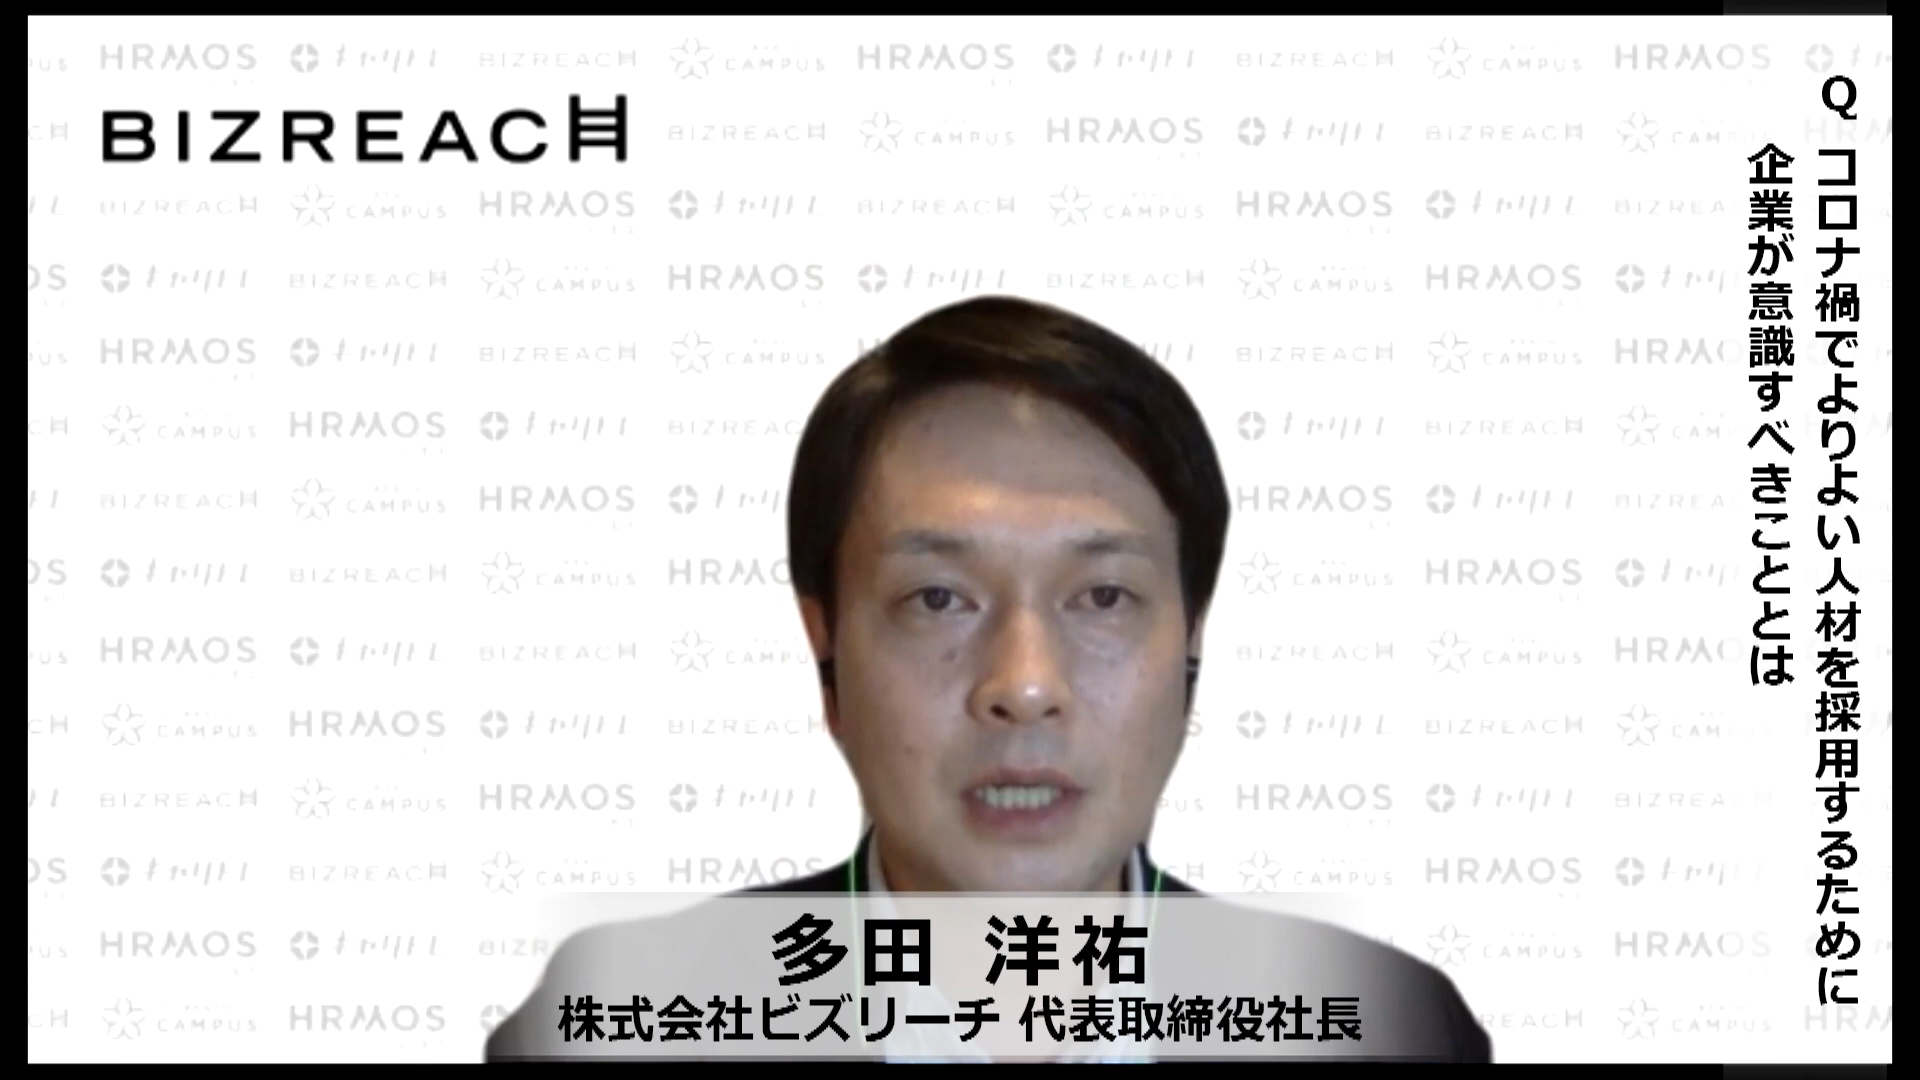 BIZREACH
Q コロナ禍でよりよい人材を採用するために
企業が意識すべきこととは
多田 洋祐
株式会社ビズリーチ 代表取締役社長
HRMOS
BIZREACH
CAMPUS